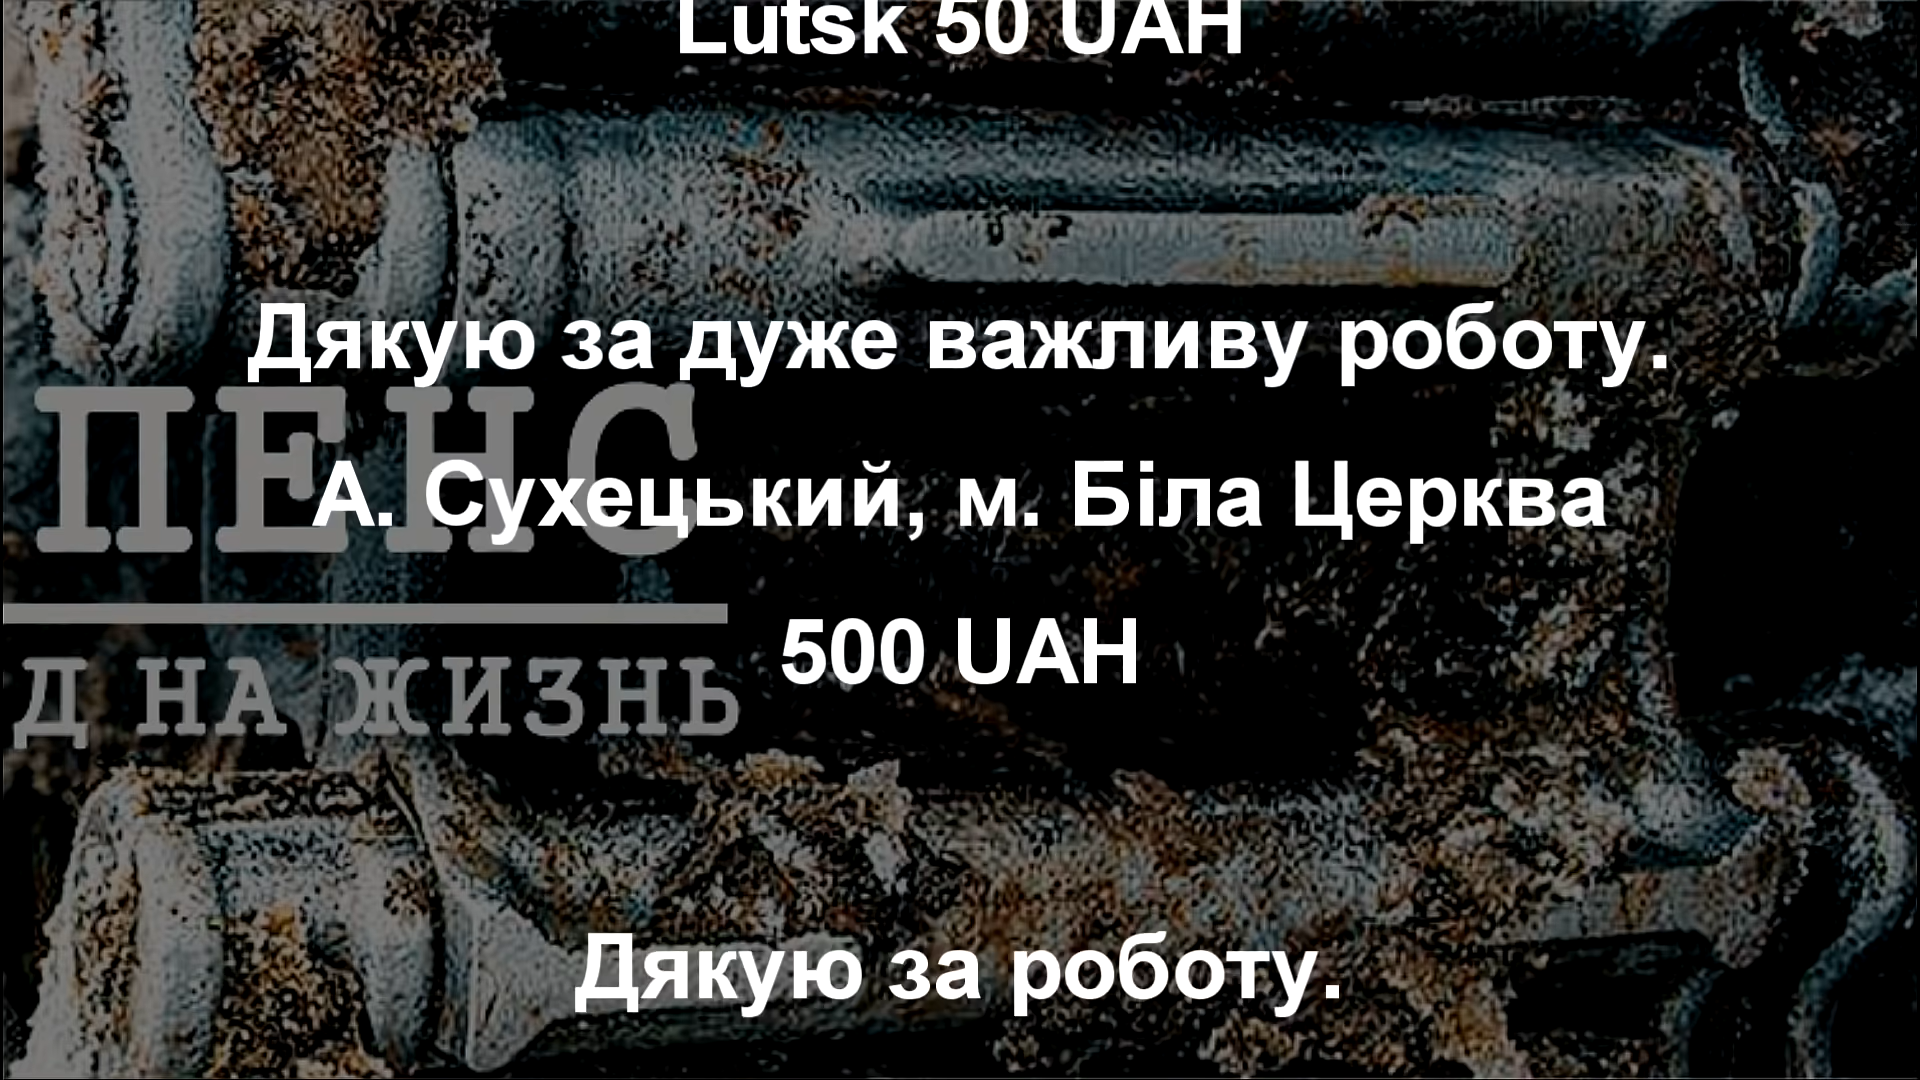 Lutsk 50 UAH
Дякую за дуже важливу роботу.
ПЕНС
А. Сухецький, м. Біла Церква
500 UAH
Д НА ЖИЗНЬ
Дякую за роботу.